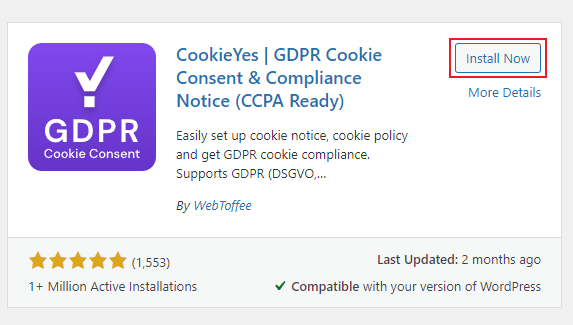 GDPR
Cookie Consent
CookieYes | GDPR Cookie
Consent & Compliance
Notice (CCPA Ready)
Install Now
More Details
Easily set up cookie notice, cookie policy
and get GDPR cookie compliance.
Supports GDPR (DSGVO,...
By WebToffee
(1,553)
1+ Million Active Installations
Last Updated: 2 months ago
Compatible with your version of WordPress